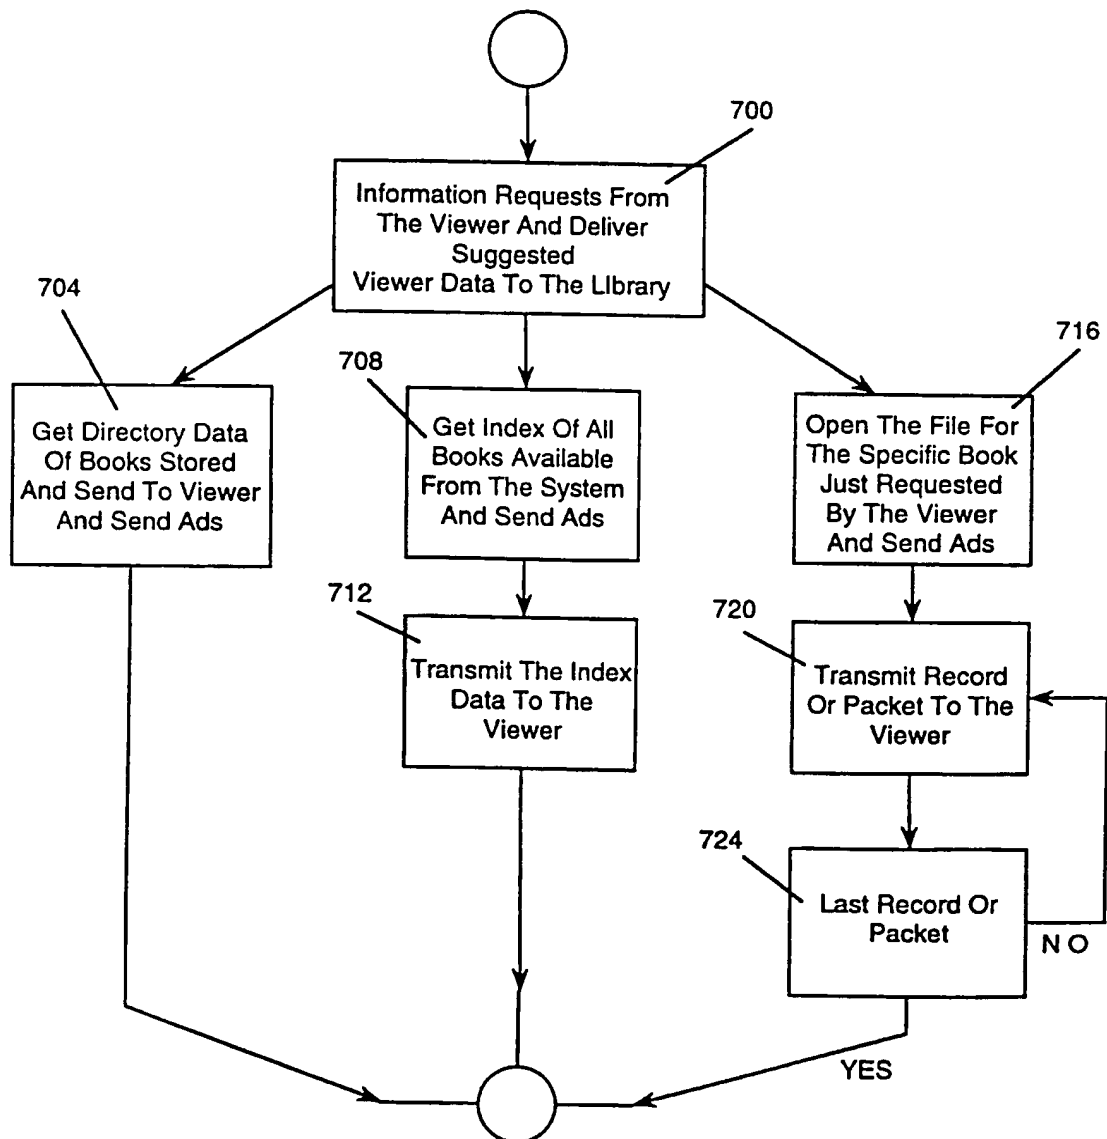 700
Information Requests From
The Viewer And Deliver
Suggested
Viewer Data To The LIbrary
704
Get Directory Data
Of Books Stored
And Send To Viewer
And Send Ads
708
Get Index Of All
Books Available
From The System
And Send Ads
712
Transmit The Index
Data To The
Viewer
716
Open The File For
The Specific Book
Just Requested
By The Viewer
And Send Ads
720
Transmit Record
Or Packet To The
Viewer
724
Last Record Or
Packet
N O
YES